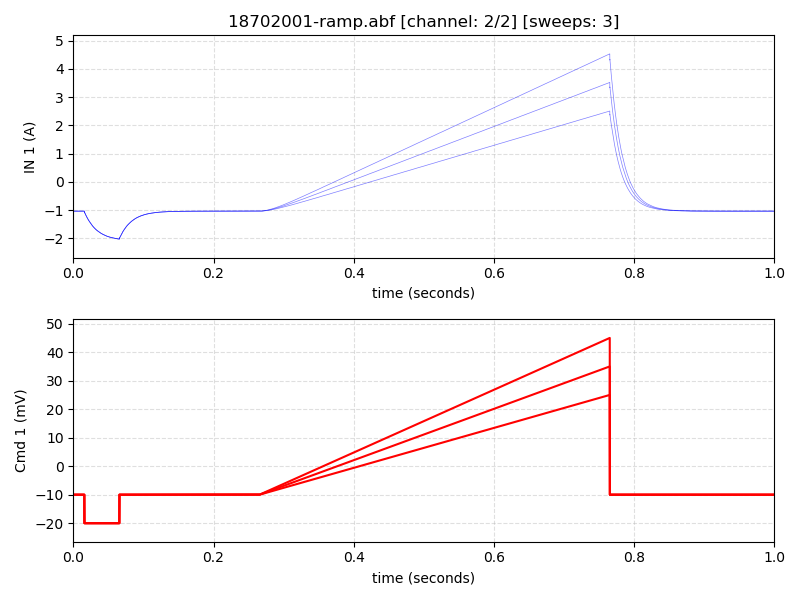 18702001-ramp.abf [channel: 2/2] [sweeps: 3]
IN 1 (A)
5
4
3
2
1
0
−1
−2
0.0 0.2 0.4 0.6 0.8 1.0
time (seconds)
Cmd 1 (mV)
50
40
30
20
10
0
−10
−20
0.0 0.2 0.4 0.6 0.8 1.0
time (seconds)